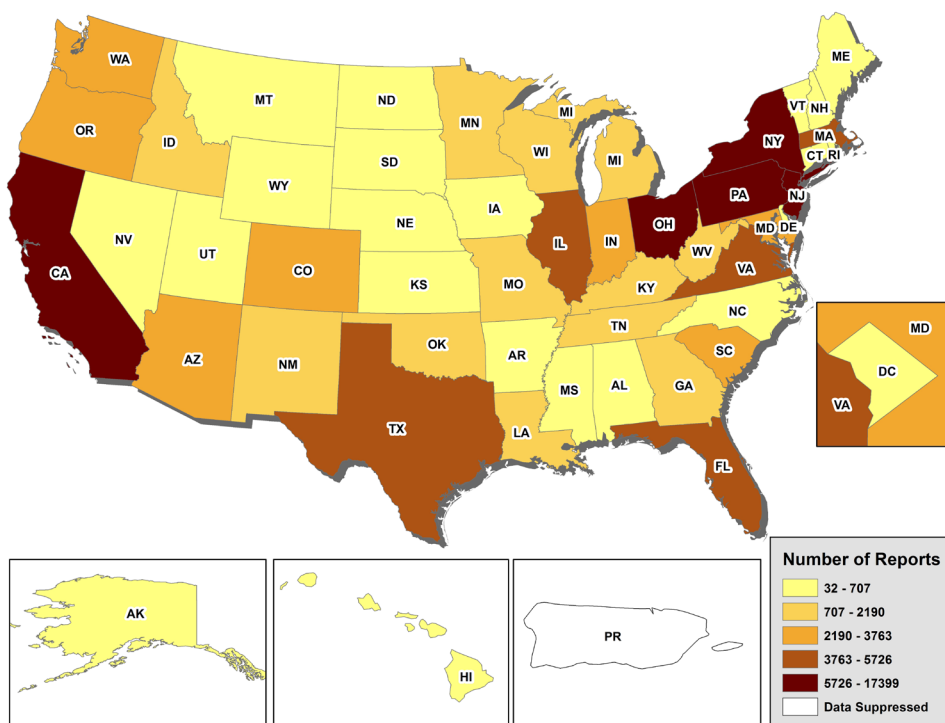 WA
MT
ND
MN
MI
ME
VT
NH
OR
ID
SD
WI
MI
NY
MA
CT
RI
WY
IA
PA
NJ
NE
OH
NV
UT
IL
IN
MD
DE
WV
CA
CO
KS
MO
KY
VA
NC
TN
AZ
NM
OK
AR
SC
MS
AL
GA
TX
LA
FL
MD
DC
VA
AK
HI
PR
Number of Reports
32 - 707
707 - 2190
2190 - 3763
3763 - 5726
5726 - 17399
Data Suppressed